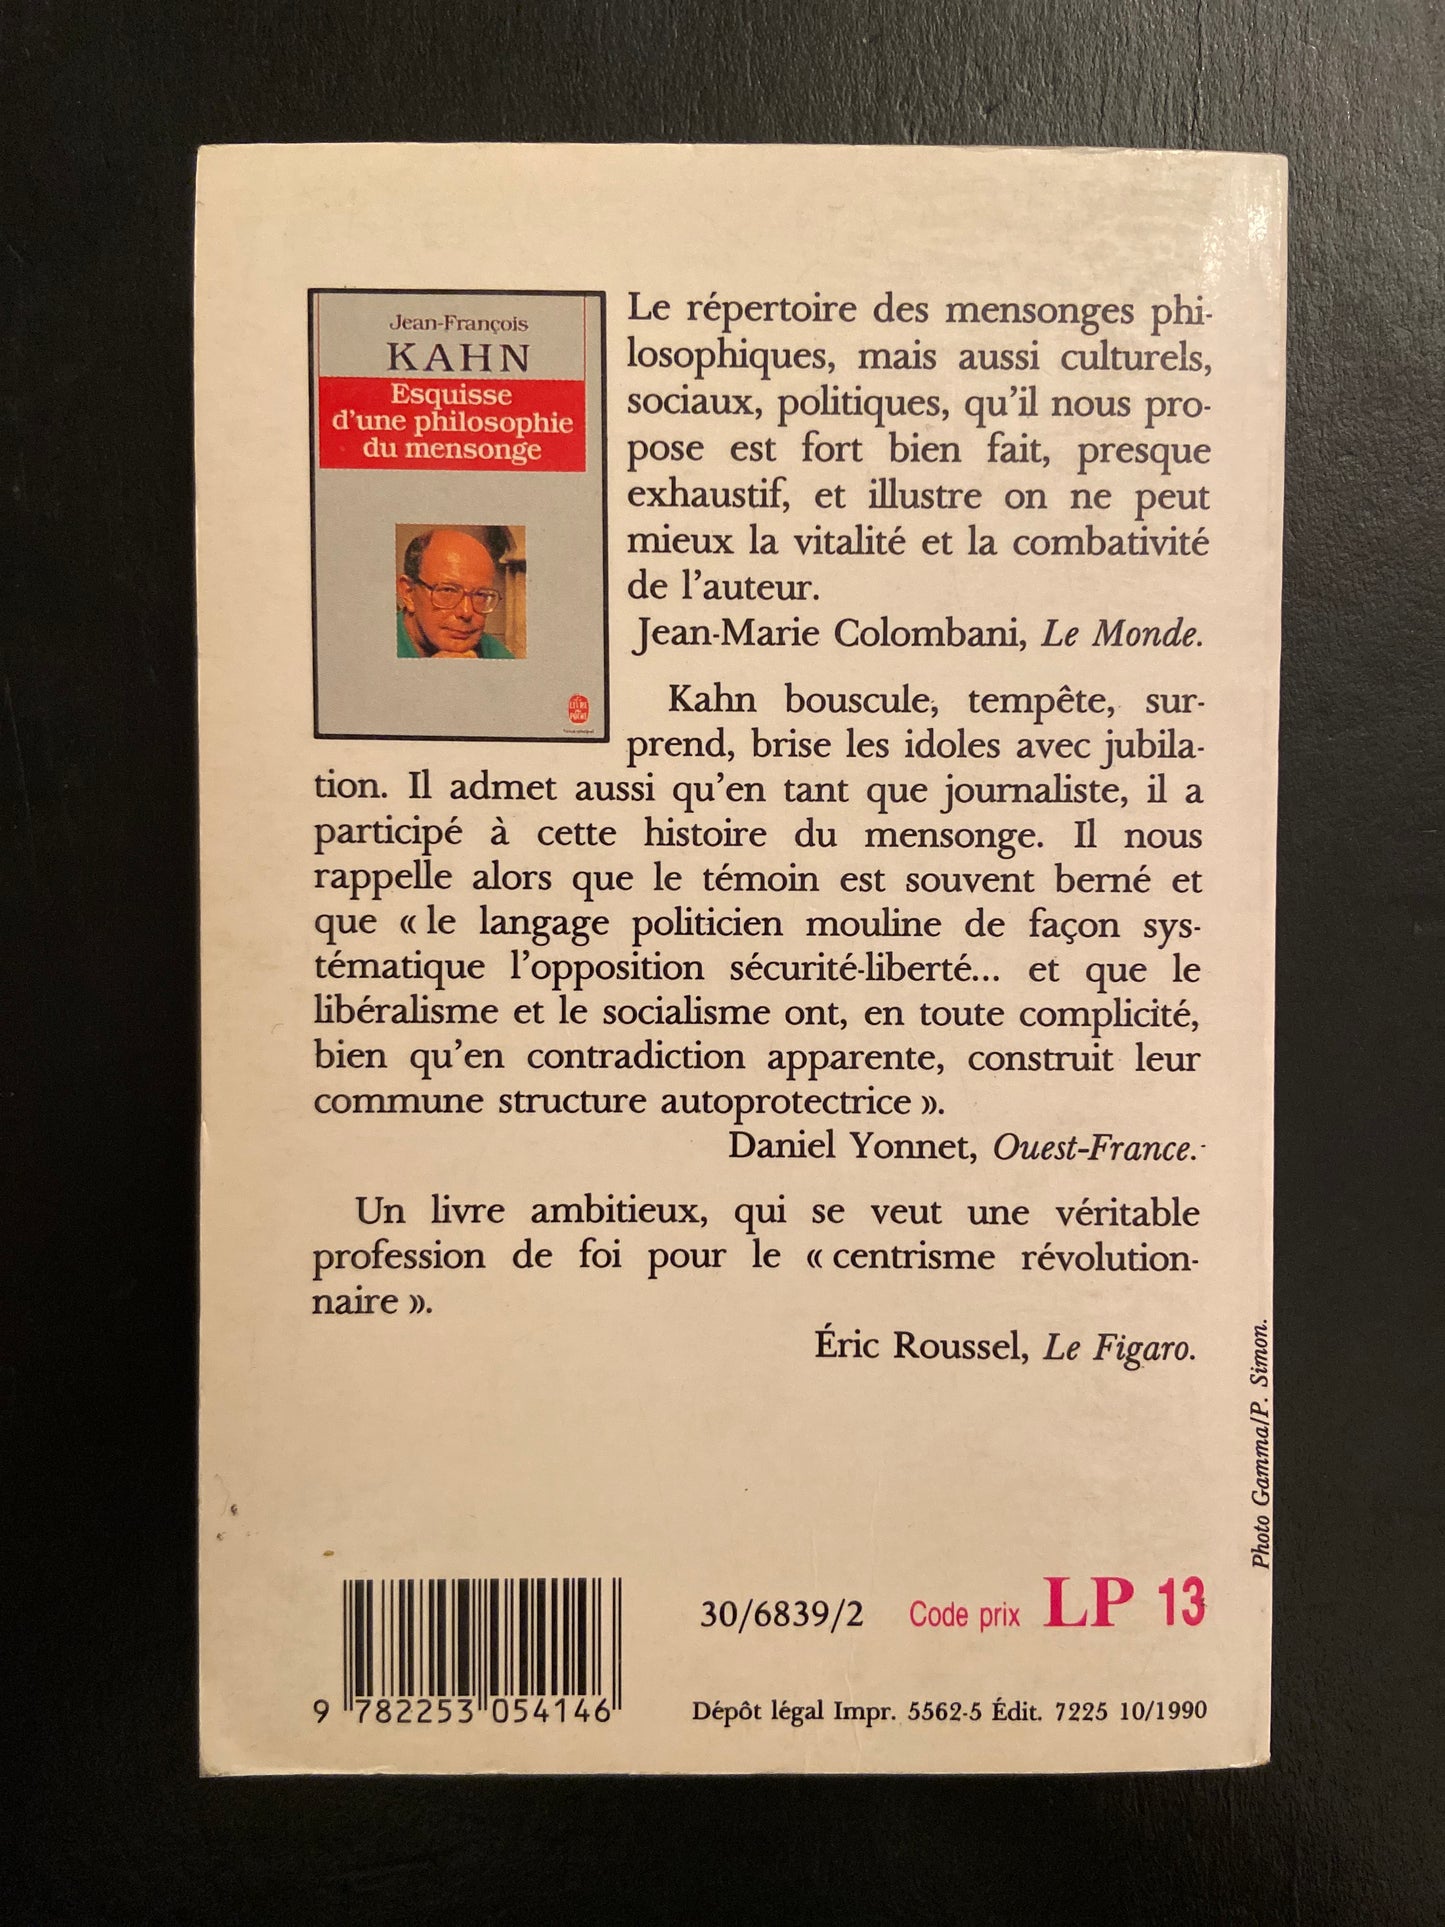 Jean-François
KAHN
Esquisse
d'une philosophie
du mensonge
LE LIVRE
DE POCHE
Le répertoire des mensonges phi-
losophiques, mais aussi culturels,
sociaux, politiques, qu'il nous pro-
pose est fort bien fait, presque
exhaustif, et illustre on ne peut
mieux la vitalité et la combativité
de l'auteur.
Jean-Marie Colombani, Le Monde.
Kahn bouscule, tempête, sur-
prend, brise les idoles avec jubila-
tion. Il admet aussi qu'en tant que journaliste, il a
participé à cette histoire du mensonge. Il nous
rappelle alors que le témoin est souvent berné et
que « le langage politicien mouline de façon sys-
tématique l'opposition sécurité-liberté... et que le
libéralisme et le socialisme ont, en toute complicité,
bien qu'en contradiction apparente, construit leur
commune structure autoprotectrice ».
Daniel Yonnet, Ouest-France.
Un livre ambitieux, qui se veut une véritable
profession de foi pour le « centrisme révolution-
naire ».
Éric Roussel, Le Figaro.
Photo Gamma/P. Simon.
30/6839/2 Code prix LP 13
9 782253 054146
Dépôt légal Impr. 5562-5 Édit. 7225 10/1990